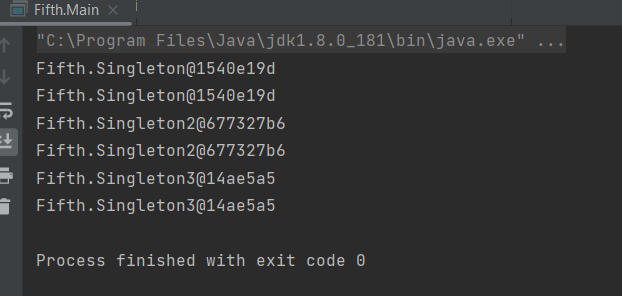 Fifth.Main
"C:\Program Files\Java\jdk1.8.0_181\bin\java.exe" ...
Fifth.Singleton@1540e19d
Fifth.Singleton@1540e19d
Fifth.Singleton2@677327b6
Fifth.Singleton2@677327b6
Fifth.Singleton3@14ae5a5
Fifth.Singleton3@14ae5a5
Process finished with exit code 0